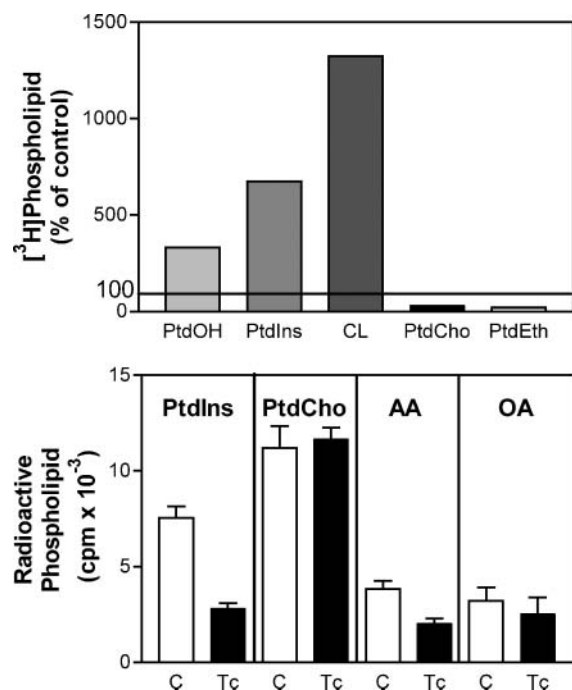 [³H]Phospholipid
(% of control)
1500
1000
500
100
0
PtdOH PtdIns CL PtdCho PtdEth
Radioactive
Phospholipid
(cpm x 10⁻³)
15
10
5
0
PtdIns PtdCho AA OA
C Tc C Tc C Tc C Tc